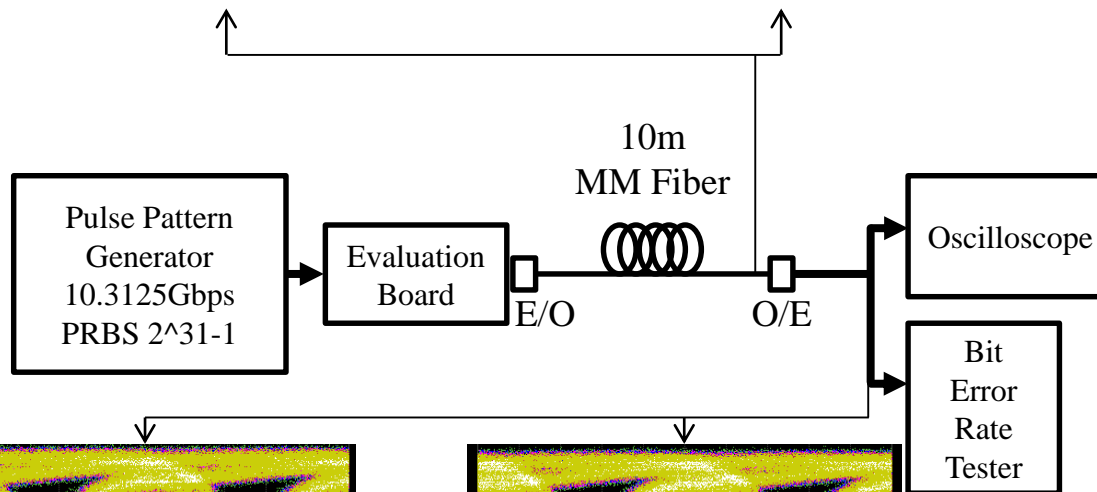 10m
MM Fiber
Pulse Pattern
Generator
10.3125Gbps
PRBS 2^31-1
Evaluation
Board
E/O
O/E
Oscilloscope
Bit
Error
Rate
Tester